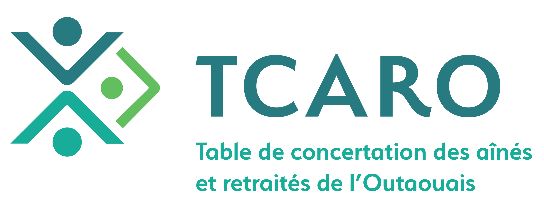 TCARO
Table de concertation des aînés
et retraités de l'Outaouais